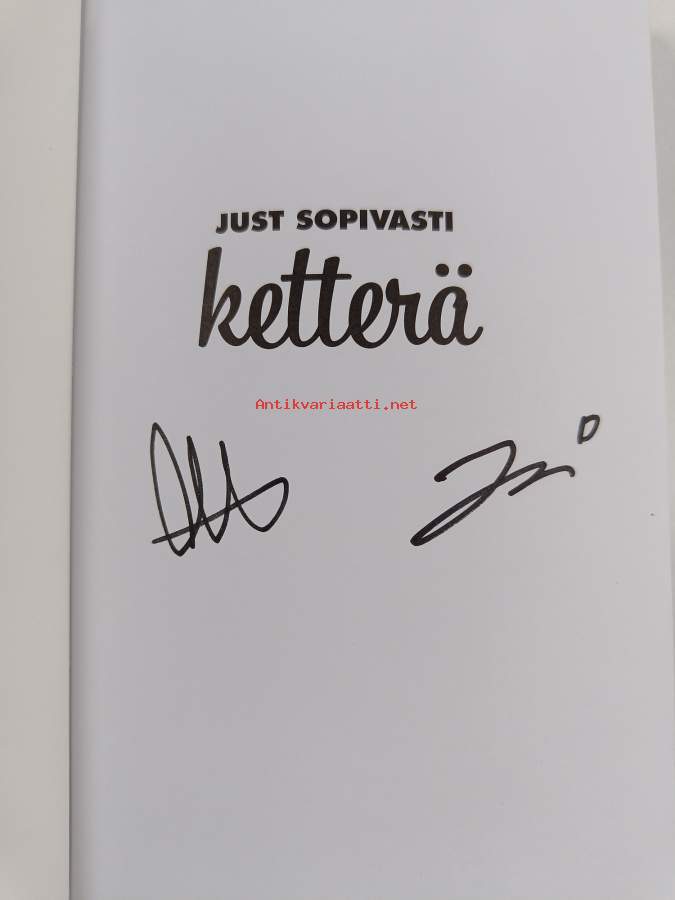 JUST SOPIVASTI
ketterä
Antikvariaatti.net